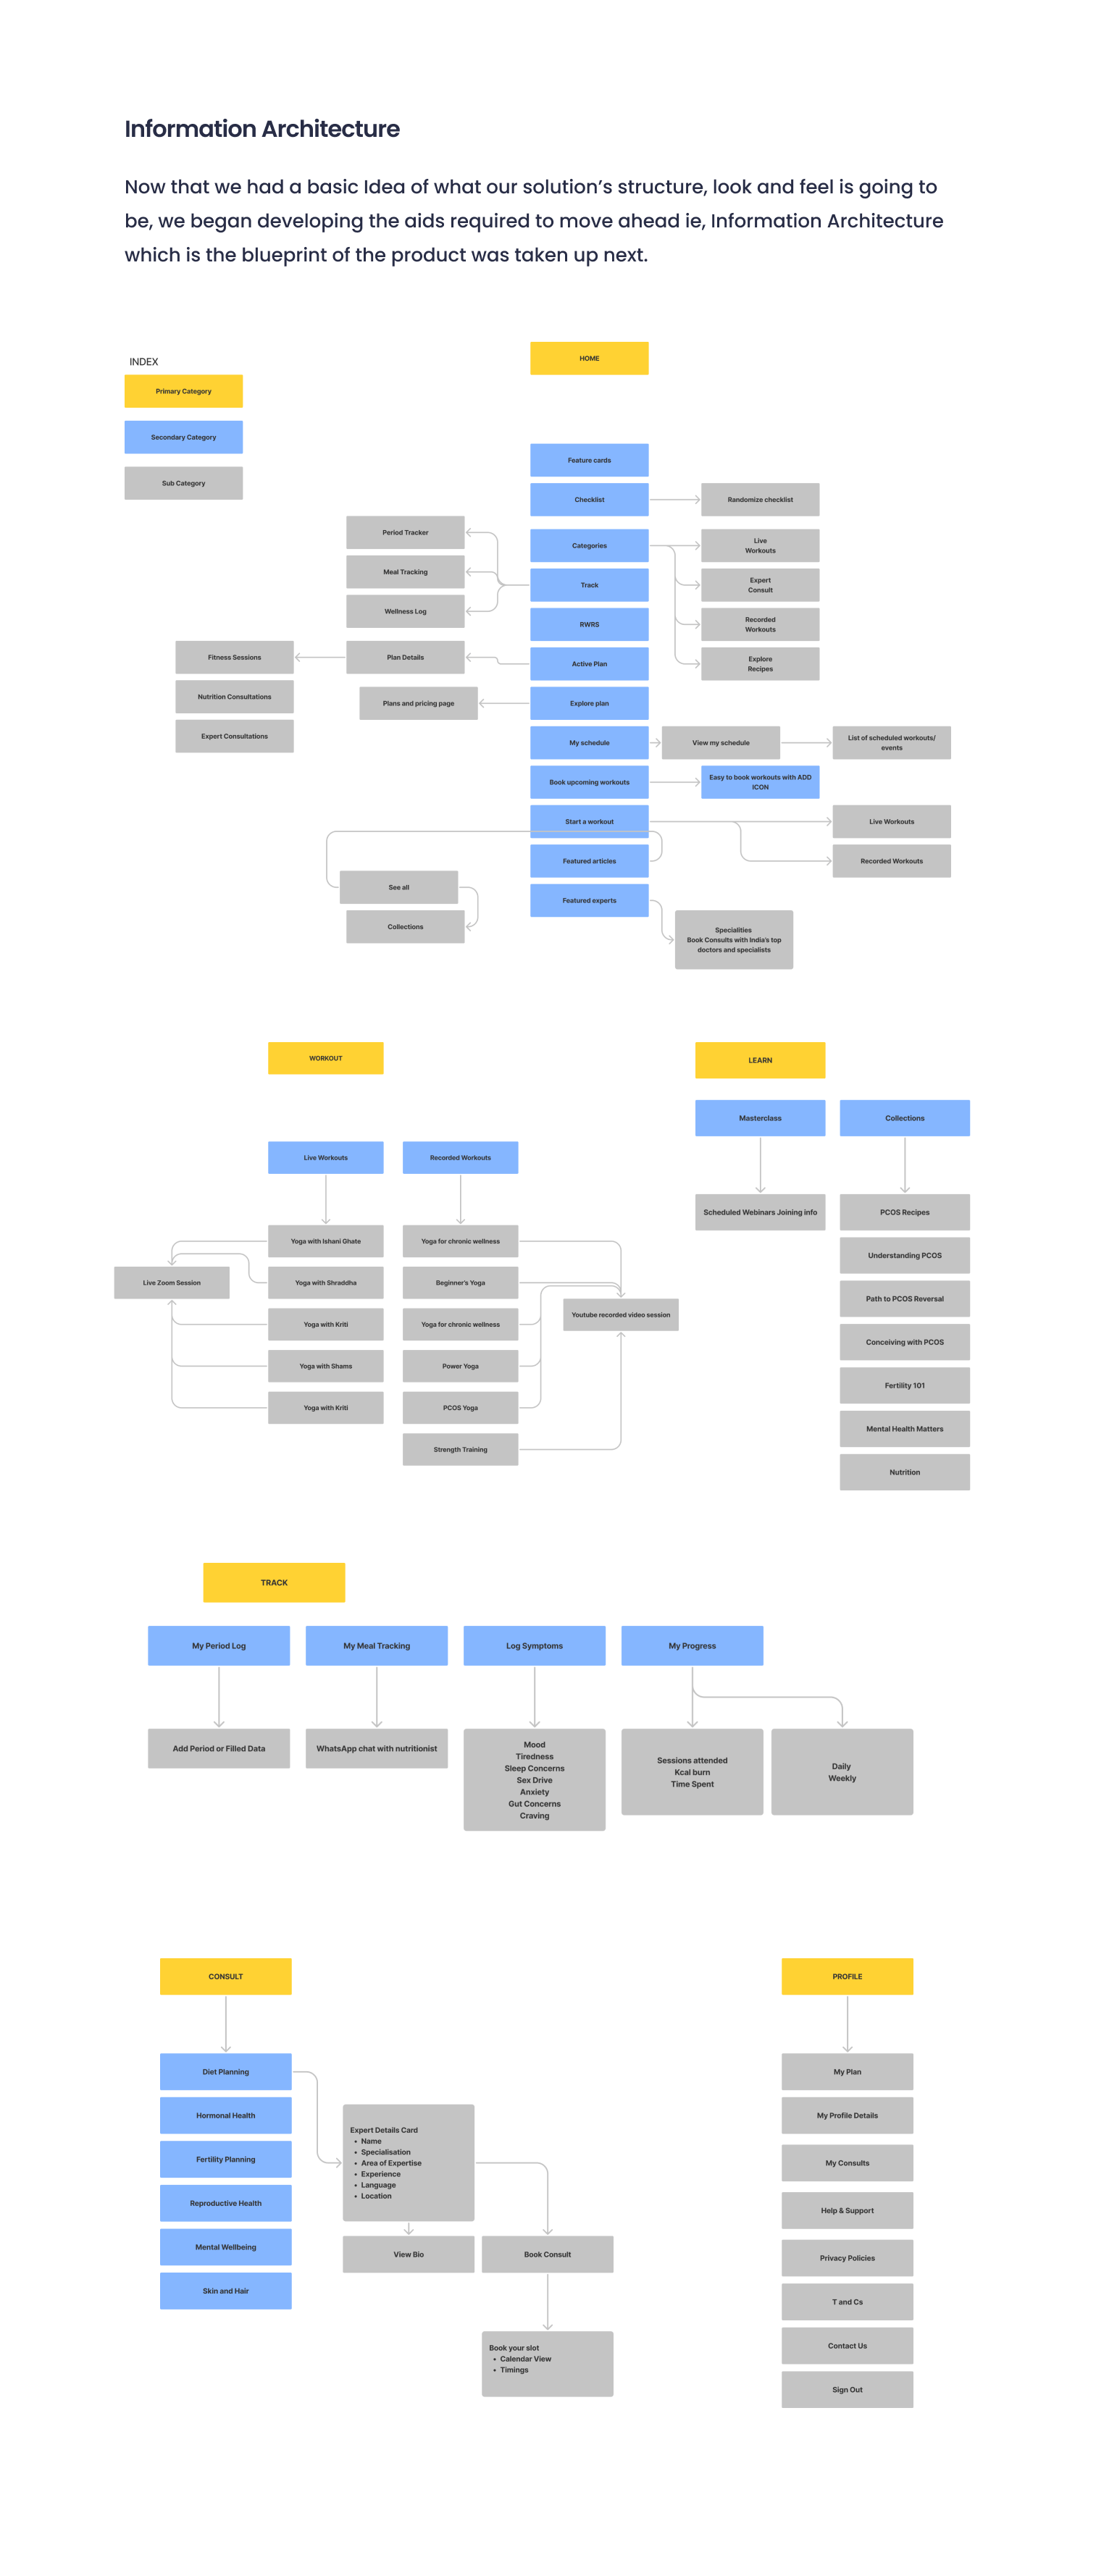 Information Architecture
Now that we had a basic Idea of what our solution’s structure, look and feel is going to
be, we began developing the aids required to move ahead ie, Information Architecture
which is the blueprint of the product was taken up next.
INDEX
Primary Category
Secondary Category
Sub Category
HOME
Feature cards
Checklist
Randomize checklist
Categories
Live
Workouts
Expert
Consult
Recorded
Workouts
Explore
Recipes
Track
Period Tracker
Meal Tracking
Wellness Log
RWRS
Active Plan
Plan Details
Fitness Sessions
Nutrition Consultations
Expert Consultations
Explore plan
Plans and pricing page
My schedule
View my schedule
List of scheduled workouts/
events
Book upcoming workouts
Easy to book workouts with ADD
ICON
Start a workout
Live Workouts
Recorded Workouts
Featured articles
See all
Collections
Featured experts
Specialities
Book Consults with India's top
doctors and specialists
WORKOUT
Live Workouts
Recorded Workouts
Yoga with Ishani Ghate
Yoga with Shraddha
Yoga with Kriti
Yoga with Shams
Yoga with Kriti
Live Zoom Session
Yoga for chronic wellness
Beginner's Yoga
Yoga for chronic wellness
Power Yoga
PCOS Yoga
Strength Training
Youtube recorded video session
LEARN
Masterclass
Collections
Scheduled Webinars Joining info
PCOS Recipes
Understanding PCOS
Path to PCOS Reversal
Conceiving with PCOS
Fertility 101
Mental Health Matters
Nutrition
TRACK
My Period Log
My Meal Tracking
Log Symptoms
My Progress
Add Period or Filled Data
WhatsApp chat with nutritionist
Mood
Tiredness
Sleep Concerns
Sex Drive
Anxiety
Gut Concerns
Craving
Sessions attended
Kcal burn
Time Spent
Daily
Weekly
CONSULT
Diet Planning
Hormonal Health
Fertility Planning
Reproductive Health
Mental Wellbeing
Skin and Hair
Expert Details Card
• Name
• Specialisation
• Area of Expertise
• Experience
• Language
• Location
View Bio
Book Consult
Book your slot
• Calendar View
• Timings
PROFILE
My Plan
My Profile Details
My Consults
Help & Support
Privacy Policies
T and Cs
Contact Us
Sign Out